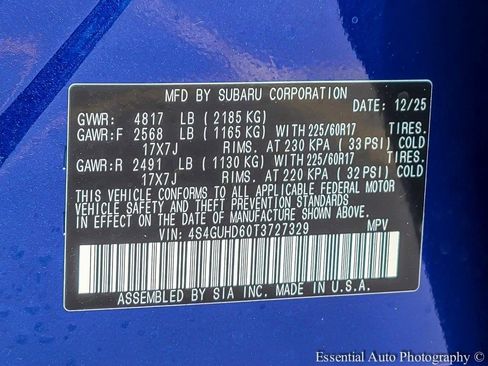 MFD BY SUBARU CORPORATION
DATE: 12/25
GVWR: 4817 LB ( 2185 KG)
GAWR:F 2568 LB ( 1165 KG) WITH 225/60R17 TIRES.
17X7J RIMS. AT 230 KPA ( 33 PSI) COLD
GAWR:R 2491 LB ( 1130 KG) WITH 225/60R17 TIRES.
17X7J RIMS. AT 220 KPA ( 32 PSI) COLD
THIS VEHICLE CONFORMS TO ALL APPLICABLE FEDERAL MOTOR
VEHICLE SAFETY AND THEFT PREVENTION STANDARDS
IN EFFECT ON THE DATE OF MANUFACTURE SHOWN ABOVE.
VIN: 4S4GUHD60T3727329 MPV
ASSEMBLED BY SIA INC. MADE IN U.S.A.
Essential Auto Photography ©